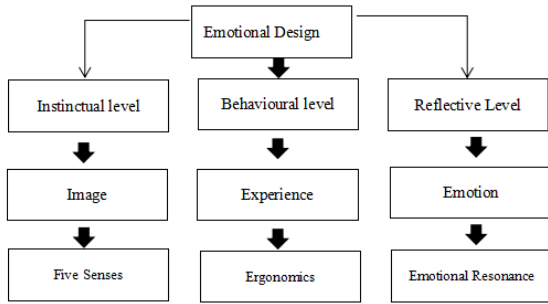 Emotional Design
Instinctual level
Behavioural level
Reflective Level
Image
Experience
Emotion
Five Senses
Ergonomics
Emotional Resonance